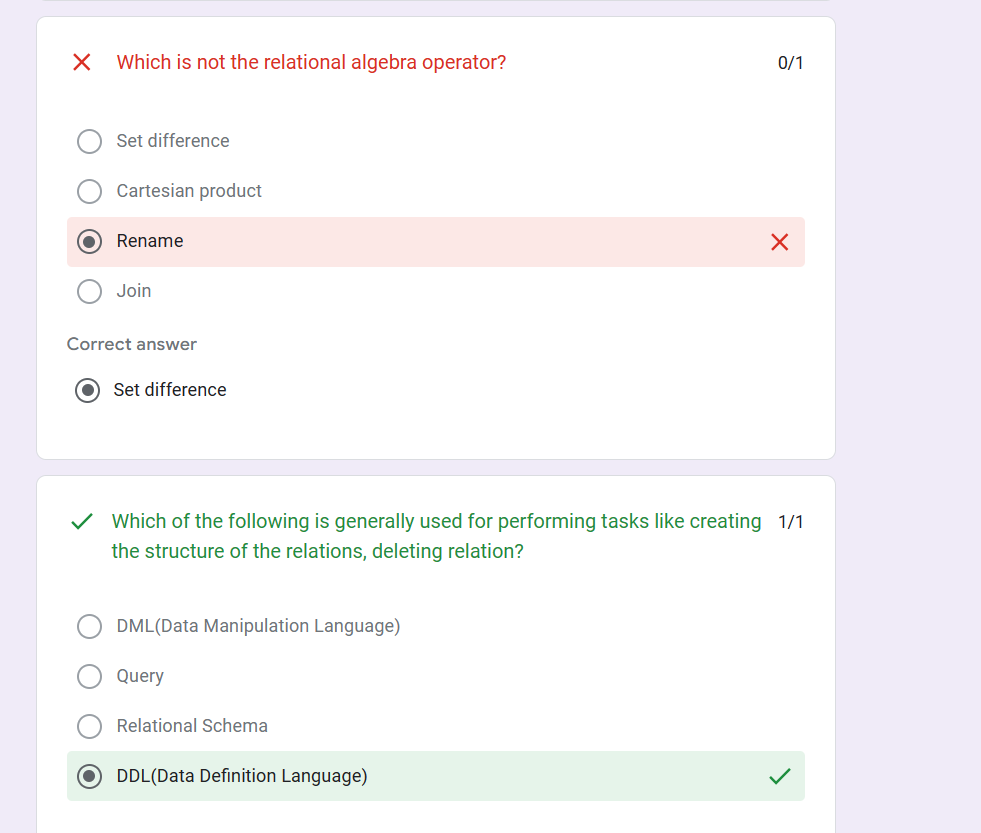 Which is not the relational algebra operator?
0/1
Set difference
Cartesian product
Rename
Join
Correct answer
Set difference
Which of the following is generally used for performing tasks like creating
1/1
the structure of the relations, deleting relation?
DML(Data Manipulation Language)
Query
Relational Schema
DDL(Data Definition Language)